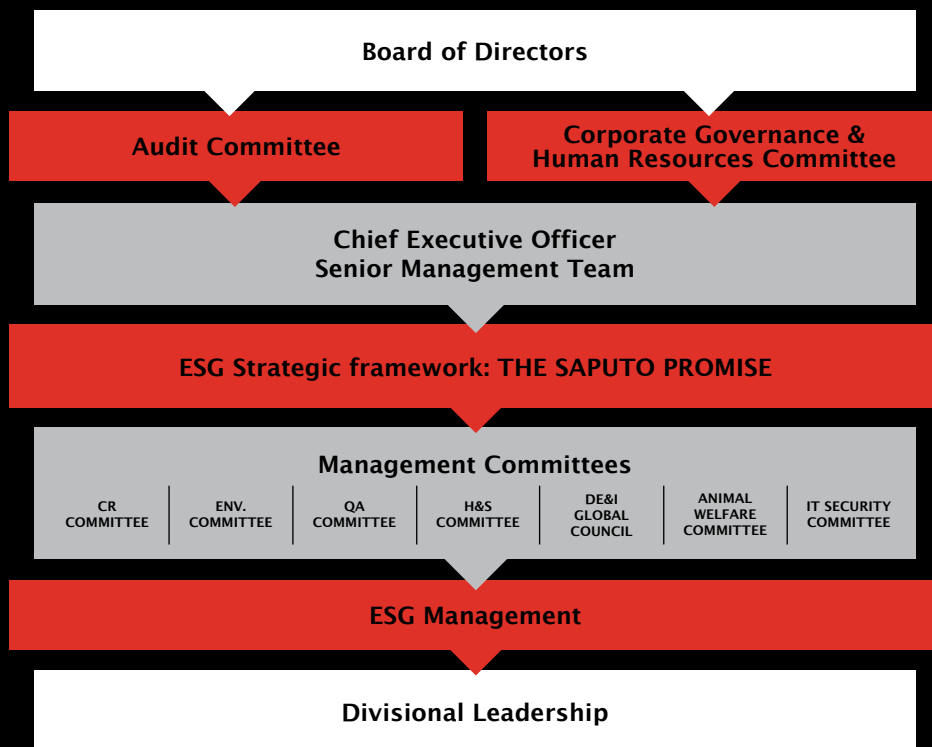 Board of Directors
Audit Committee
Corporate Governance &
Human Resources Committee
Chief Executive Officer
Senior Management Team
ESG Strategic framework: THE SAPUTO PROMISE
Management Committees
CR
COMMITTEE
ENV.
COMMITTEE
QA
COMMITTEE
H&S
COMMITTEE
DE&I
GLOBAL
COUNCIL
ANIMAL
WELFARE
COMMITTEE
IT SECURITY
COMMITTEE
ESG Management
Divisional Leadership